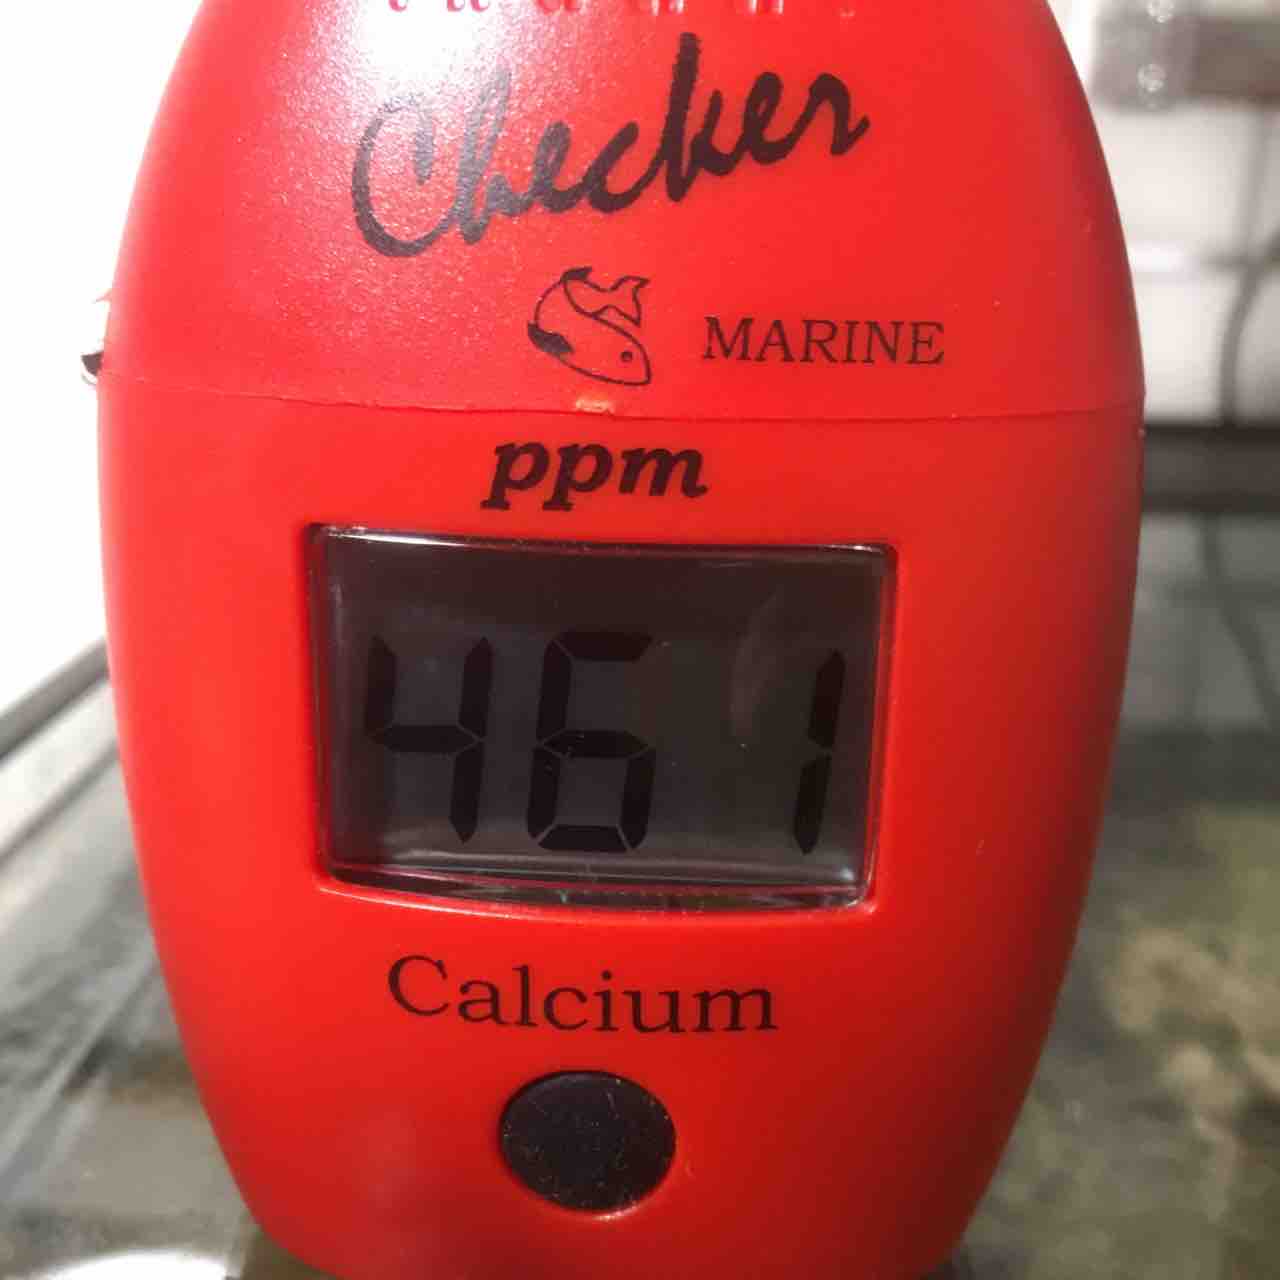 Checker
MARINE
ppm
461
Calcium